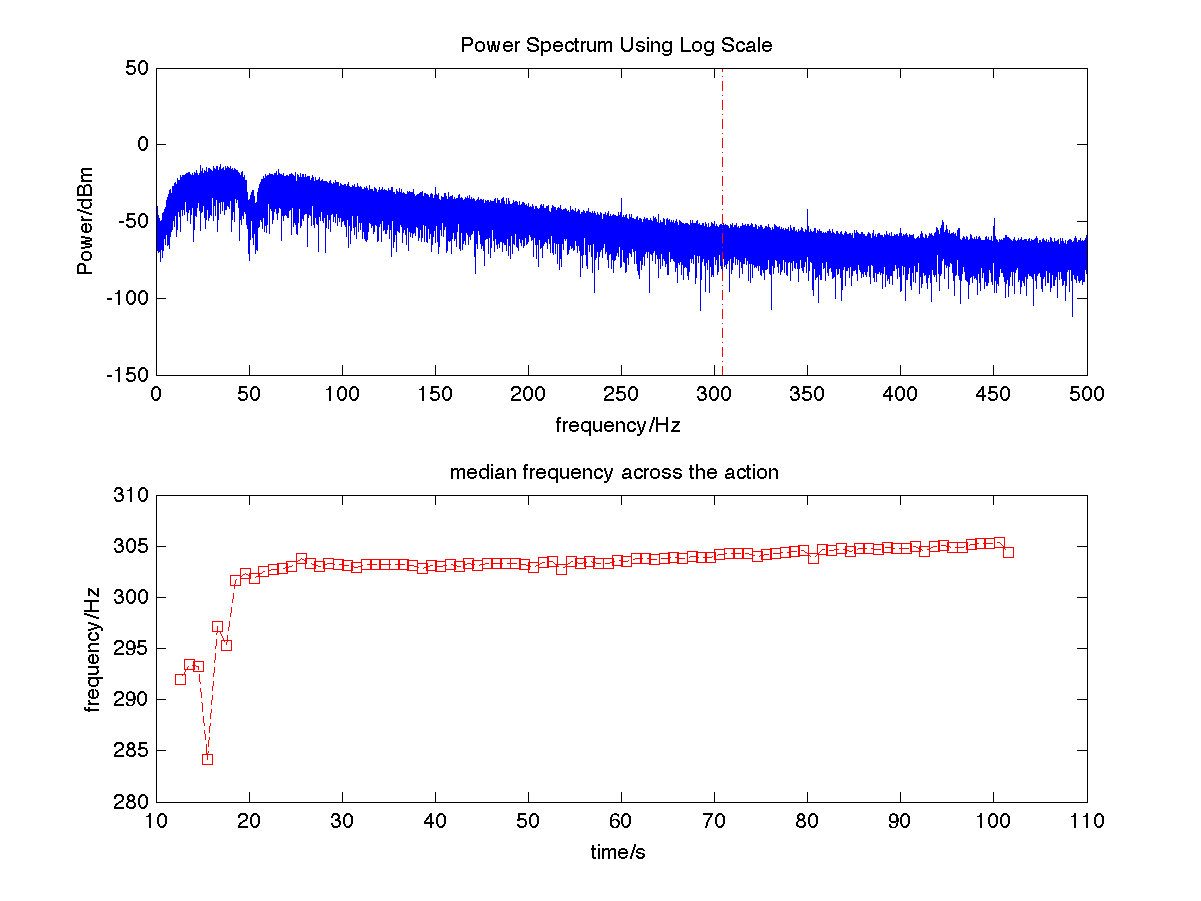 Power Spectrum Using Log Scale
50
0
-50
-100
-150
Power/dBm
0 50 100 150 200 250 300 350 400 450 500
frequency/Hz
median frequency across the action
310
305
300
295
290
285
280
frequency/Hz
10 20 30 40 50 60 70 80 90 100 110
time/s